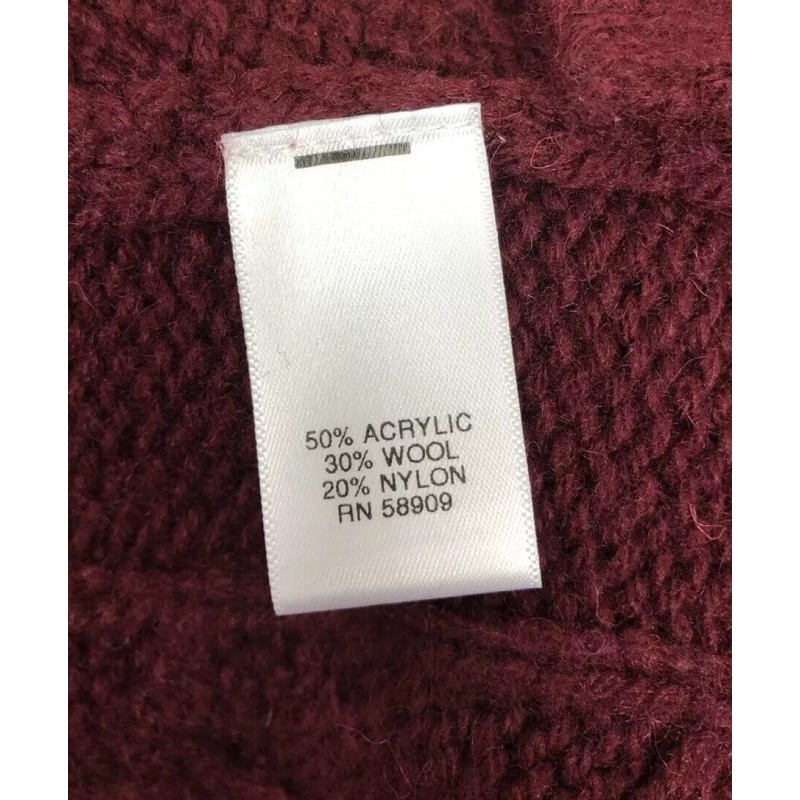 50% ACRYLIC
30% WOOL
20% NYLON
RN 58909